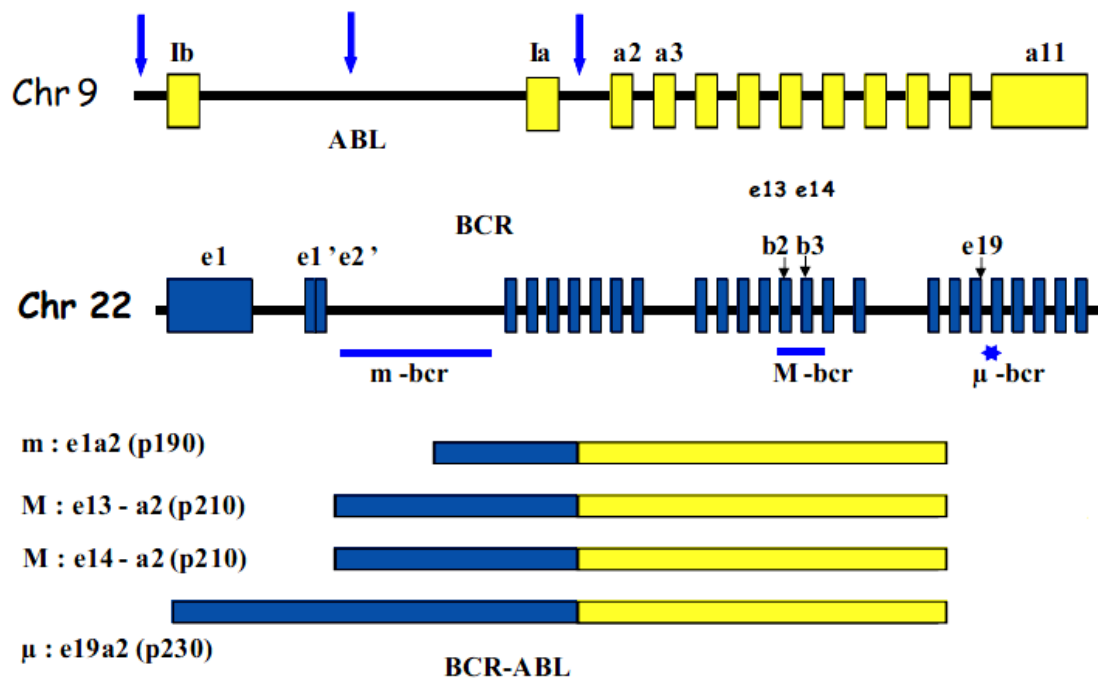 Ib Ia a2 a3 a11
Chr 9
ABL
e13 e14
BCR
e1 e1 ’e2 ’ b2 b3 e19
Chr 22
m -bcr M-bcr µ -bcr
m : e1a2 (p190)
M : e13 - a2 (p210)
M : e14 - a2 (p210)
µ : e19a2 (p230)
BCR-ABL